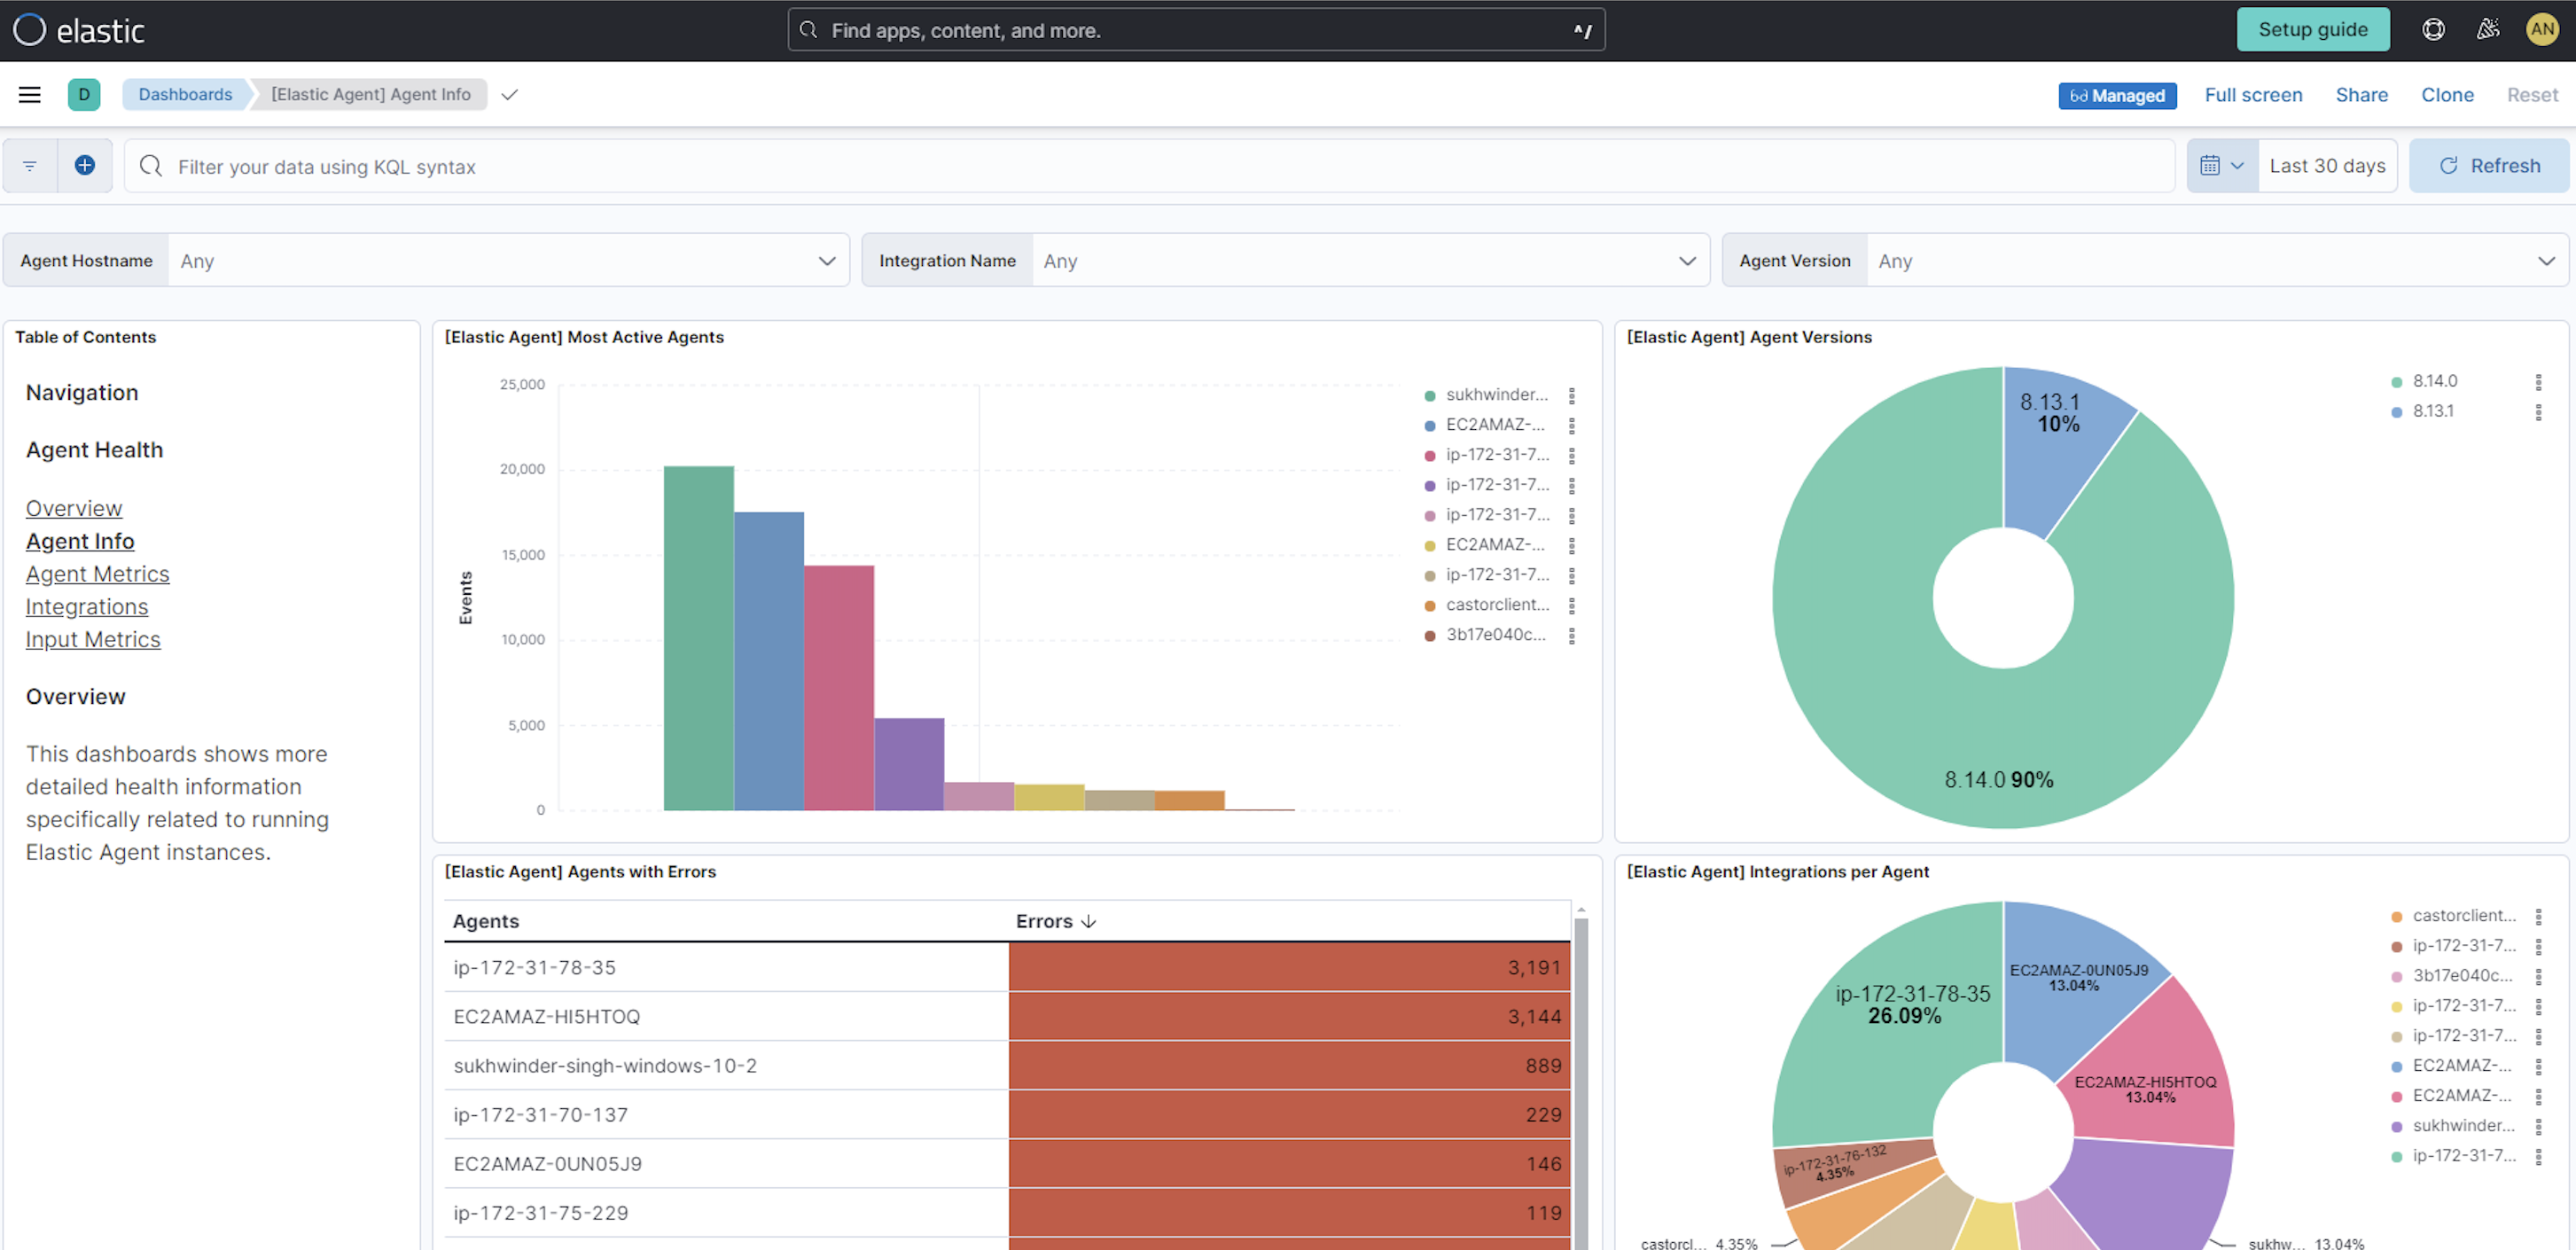 elastic
Find apps, content, and more.
^/
Setup guide
AN
D
Dashboards
[Elastic Agent] Agent Info
Managed
Full screen
Share
Clone
Reset
Filter your data using KQL syntax
Last 30 days
Refresh
Agent Hostname
Any
Integration Name
Any
Agent Version
Any
Table of Contents
Navigation
Agent Health
Overview
Agent Info
Agent Metrics
Integrations
Input Metrics
Overview
This dashboards shows more
detailed health information
specifically related to running
Elastic Agent instances.
[Elastic Agent] Most Active Agents
25,000
20,000
15,000
10,000
5,000
0
Events
sukhwinder...
EC2AMAZ-...
ip-172-31-7...
ip-172-31-7...
ip-172-31-7...
EC2AMAZ-...
ip-172-31-7...
castorclient...
3b17e040c...
[Elastic Agent] Agent Versions
8.13.1
10%
8.14.0 90%
8.14.0
8.13.1
[Elastic Agent] Agents with Errors
Agents Errors
ip-172-31-78-35 3,191
EC2AMAZ-HI5HTOQ 3,144
sukhwinder-singh-windows-10-2 889
ip-172-31-70-137 229
EC2AMAZ-0UN05J9 146
ip-172-31-75-229 119
[Elastic Agent] Integrations per Agent
EC2AMAZ-0UN05J9
13.04%
ip-172-31-78-35
26.09%
EC2AMAZ-HI5HTOQ
13.04%
ip-172-31-76-132
4.35%
castorcl... 4.35%
sukhw... 13.04%
castorclient...
ip-172-31-7...
3b17e040c...
ip-172-31-7...
ip-172-31-7...
EC2AMAZ-...
EC2AMAZ-...
sukhwinder...
ip-172-31-7...